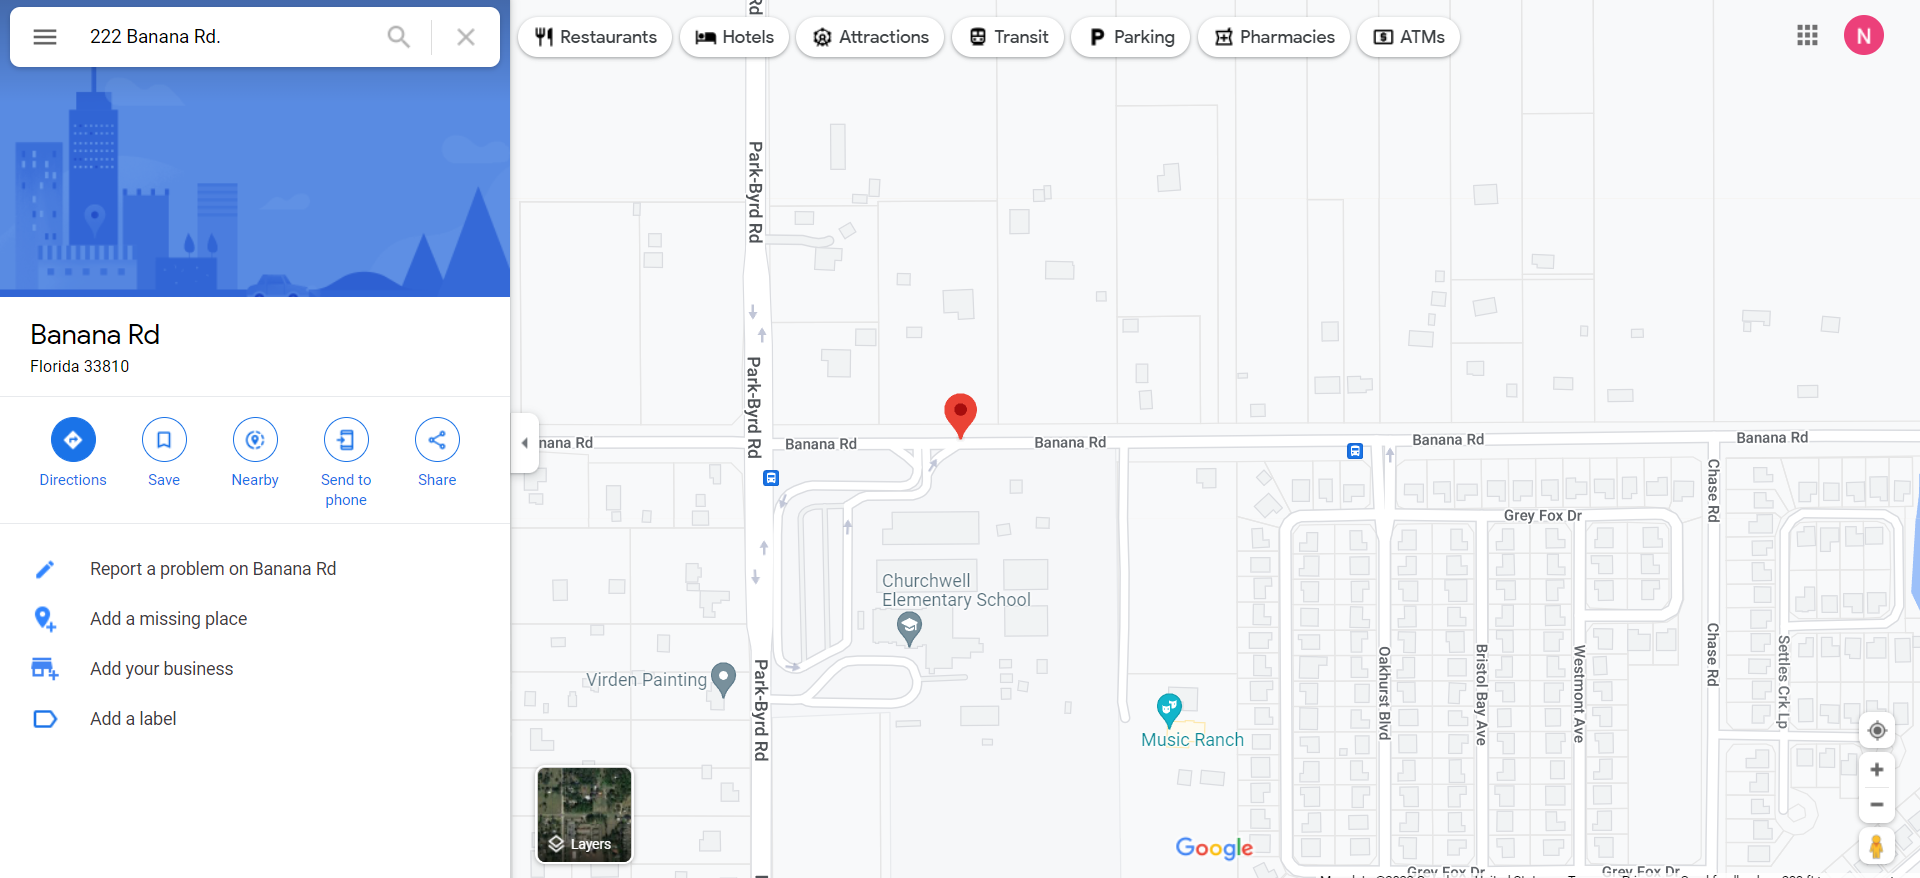 222 Banana Rd.
Restaurants
Hotels
Attractions
Transit
Parking
Pharmacies
ATMs
N
Banana Rd
Florida 33810
Directions
Save
Nearby
Send to
phone
Share
Report a problem on Banana Rd
Add a missing place
Add your business
Add a label
Park-Byrd Rd
Park-Byrd Rd
Park-Byrd Rd
nana Rd
Banana Rd
Banana Rd
Banana Rd
Banana Rd
Grey Fox Dr
Chase Rd
Chase Rd
Churchwell
Elementary School
Virden Painting
Music Ranch
Oakhurst Blvd
Bristol Bay Ave
Westmont Ave
Settles Crk Lp
Layers
Google
Grey Fox Dr
Grey Fox Dr